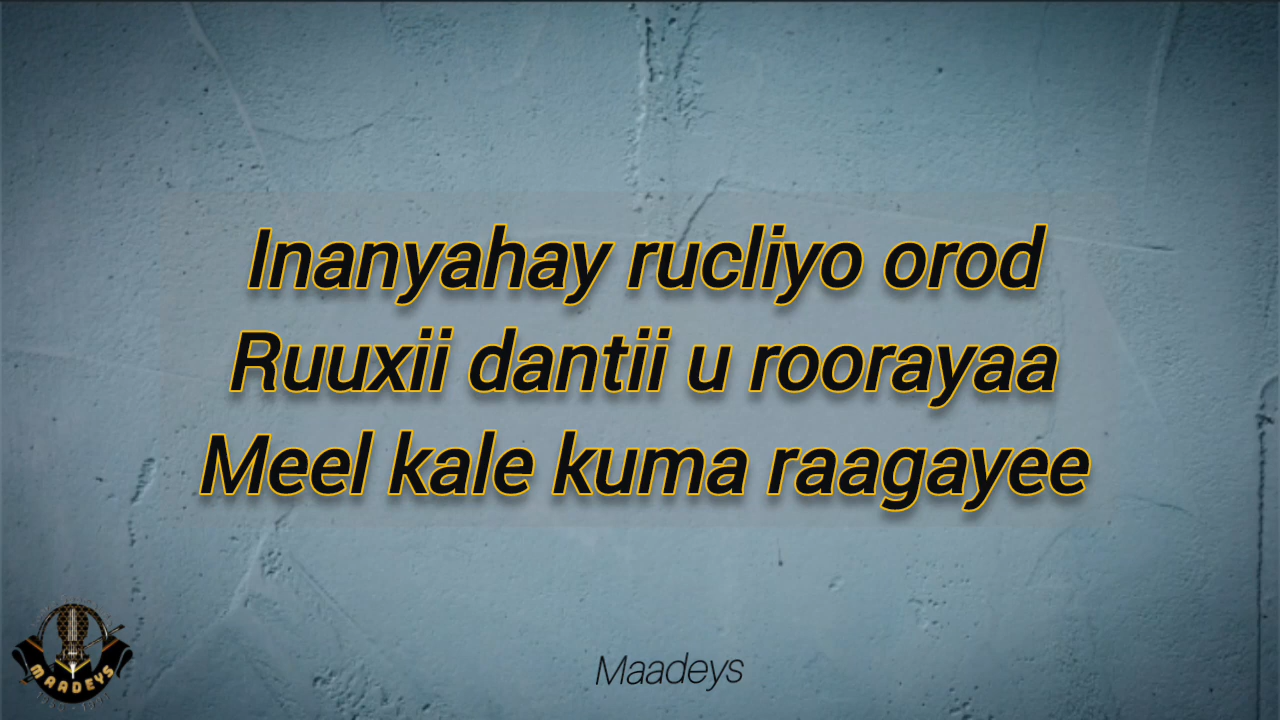 Inanyahay rucliyo orod
Ruuxii dantii u roorayaa
Meel kale kuma raagayee
Maadeys
MAADEYS